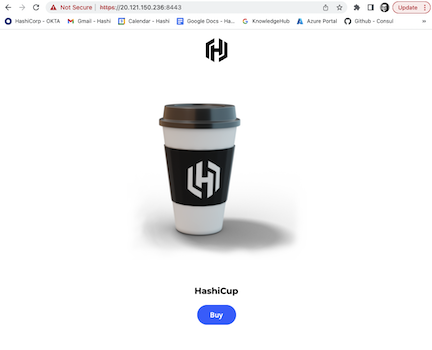 Not Secure | https://20.121.150.236:8443
Update
HashiCorp - OKTA
Gmail - Hashi
Calendar - Hashi
Google Docs - Ha...
KnowledgeHub
Azure Portal
Github - Consul
HashiCup
Buy